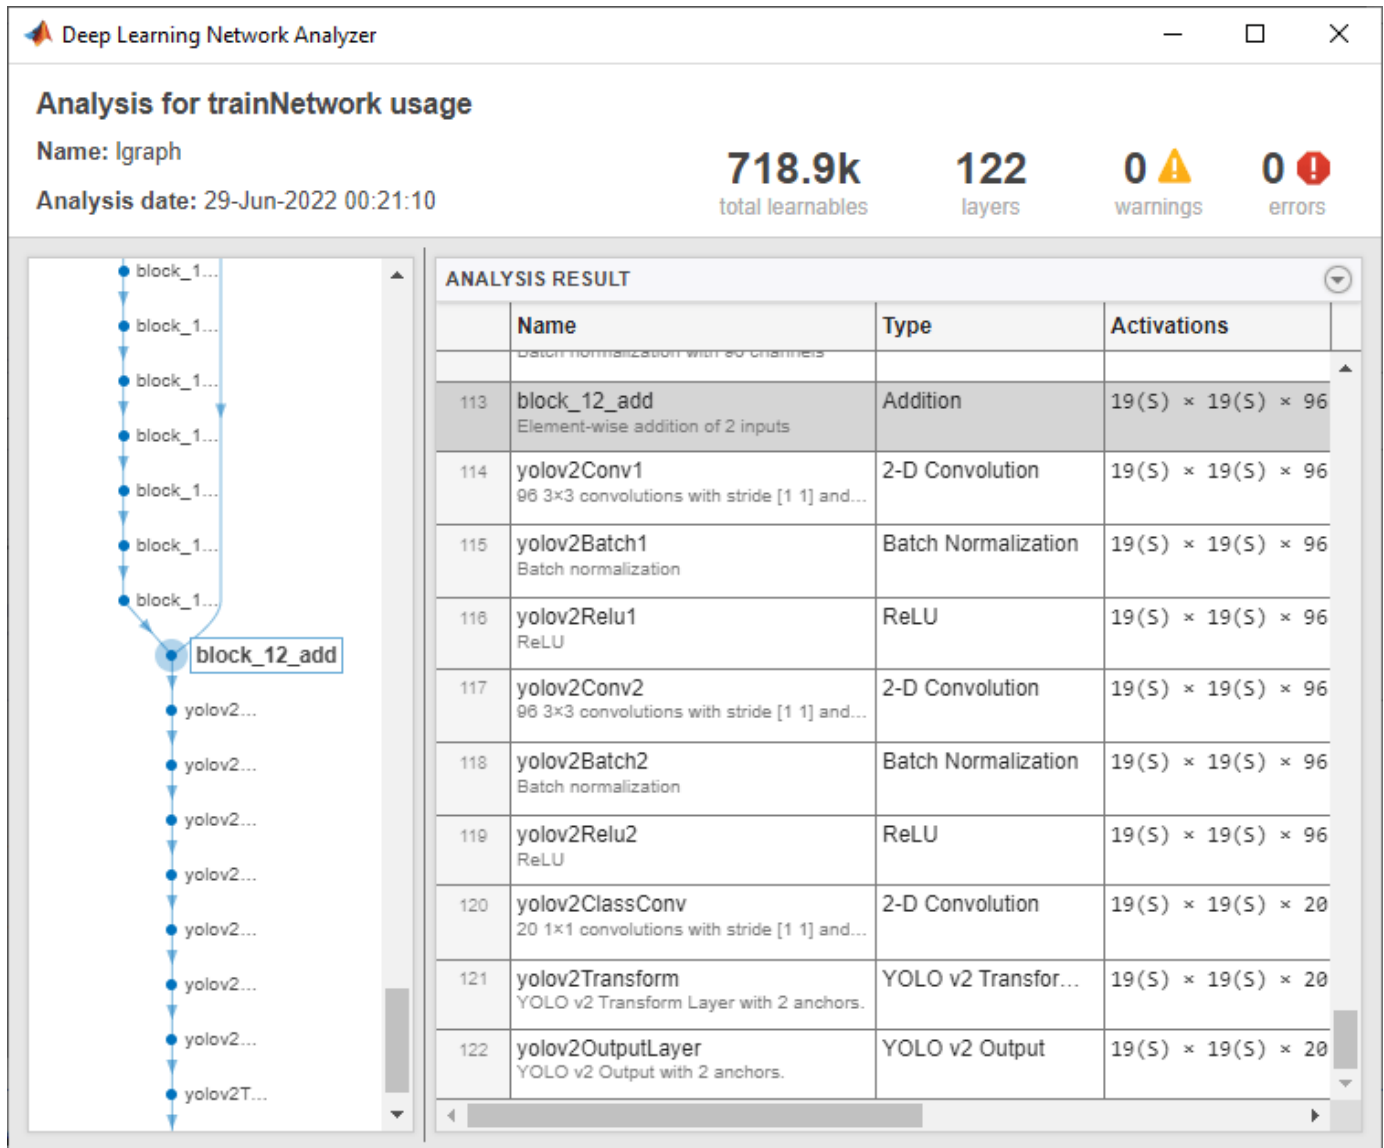 Deep Learning Network Analyzer
Analysis for trainNetwork usage
Name: lgraph
Analysis date: 29-Jun-2022 00:21:10
718.9k
total learnables
122
layers
0
warnings
0
errors
block_1...
block_1...
block_1...
block_1...
block_1...
block_1...
block_1...
block_12_add
yolov2...
yolov2...
yolov2...
yolov2...
yolov2...
yolov2...
yolov2...
yolov2T...
ANALYSIS RESULT
Name Type Activations
Batch normalization with 96 channels
113 block_12_add Addition 19(S) × 19(S) × 96
Element-wise addition of 2 inputs
114 yolov2Conv1 2-D Convolution 19(S) × 19(S) × 96
96 3×3 convolutions with stride [1 1] and...
115 yolov2Batch1 Batch Normalization 19(S) × 19(S) × 96
Batch normalization
116 yolov2Relu1 ReLU 19(S) × 19(S) × 96
ReLU
117 yolov2Conv2 2-D Convolution 19(S) × 19(S) × 96
96 3×3 convolutions with stride [1 1] and...
118 yolov2Batch2 Batch Normalization 19(S) × 19(S) × 96
Batch normalization
119 yolov2Relu2 ReLU 19(S) × 19(S) × 96
ReLU
120 yolov2ClassConv 2-D Convolution 19(S) × 19(S) × 20
20 1×1 convolutions with stride [1 1] and...
121 yolov2Transform YOLO v2 Transfor... 19(S) × 19(S) × 20
YOLO v2 Transform Layer with 2 anchors.
122 yolov2OutputLayer YOLO v2 Output 19(S) × 19(S) × 20
YOLO v2 Output with 2 anchors.